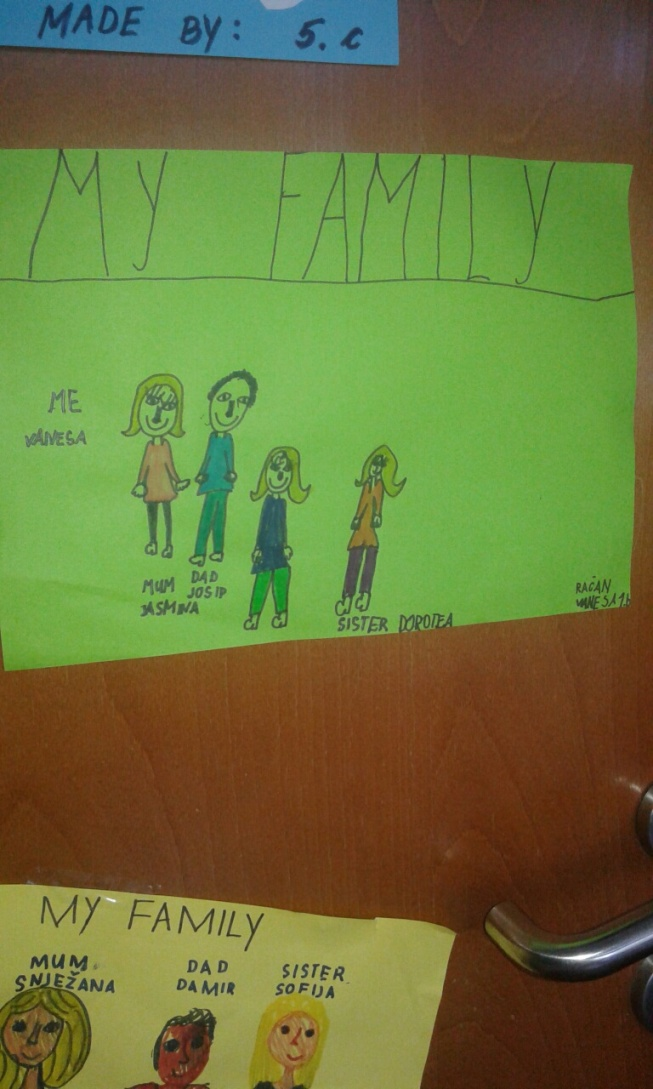 MADE BY: 5. c
MY FAMILY
ME
VANESA
MUM
JASMINA
DAD
JOSIP
SISTER DOROTEA
RAČAN
VANESA
MY FAMILY
MUM
SNJEŽANA
DAD
DAMIR
SISTER
SOFIJA